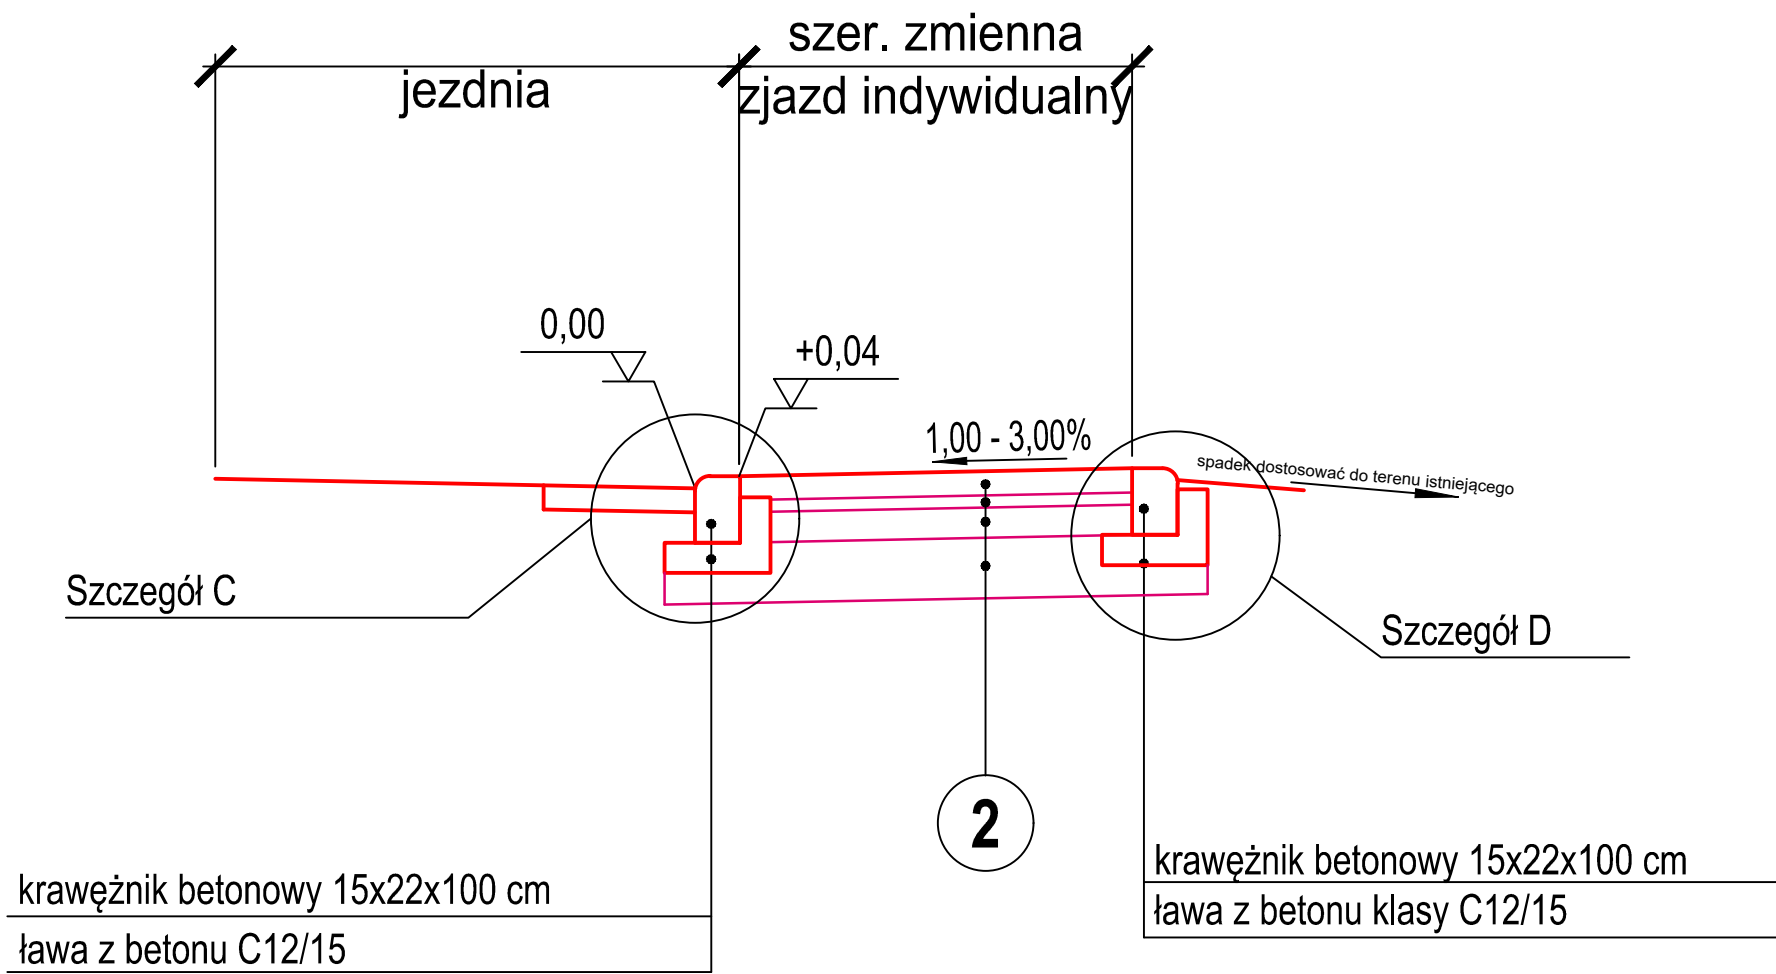 szer. zmienna
jezdnia
zjazd indywidualny
0,00
+0,04
1,00 - 3,00%
spadek dostosować do terenu istniejącego
Szczegół C
Szczegół D
2
krawężnik betonowy 15x22x100 cm
ława z betonu C12/15
krawężnik betonowy 15x22x100 cm
ława z betonu klasy C12/15